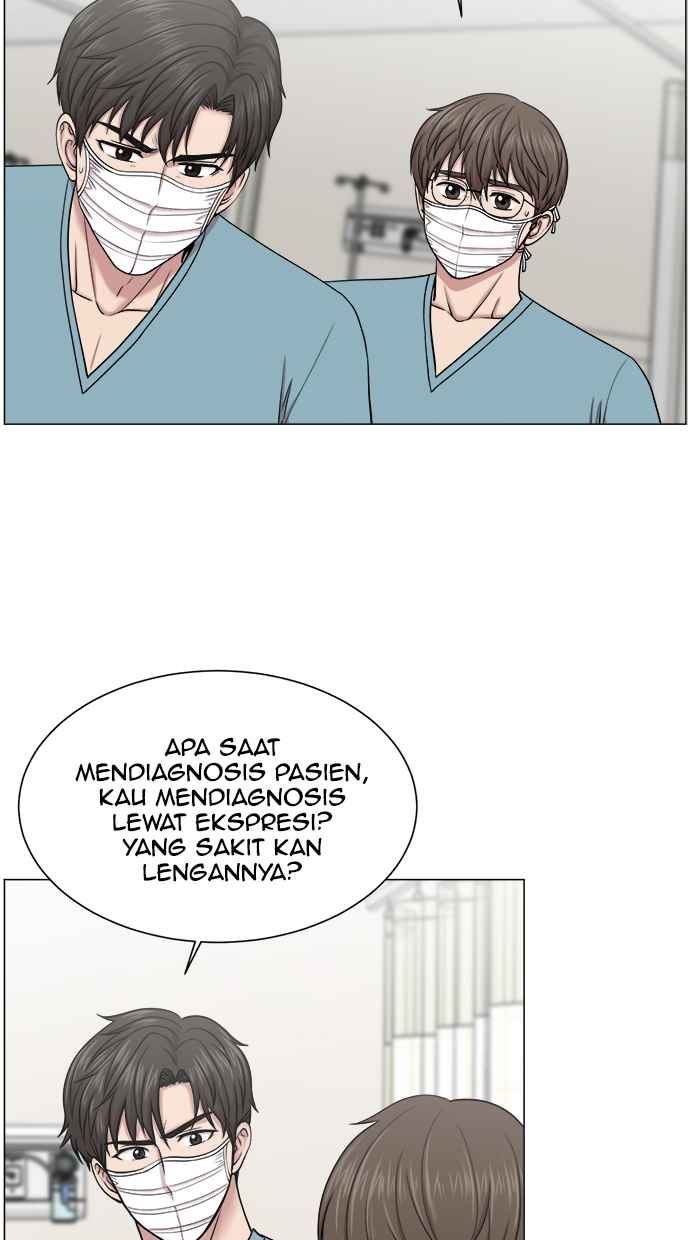 APA SAAT
MENDIAGNOSIS PASIEN,
KAU MENDIAGNOSIS
LEWAT EKSPRESI?
YANG SAKIT KAN
LENGANNYA?